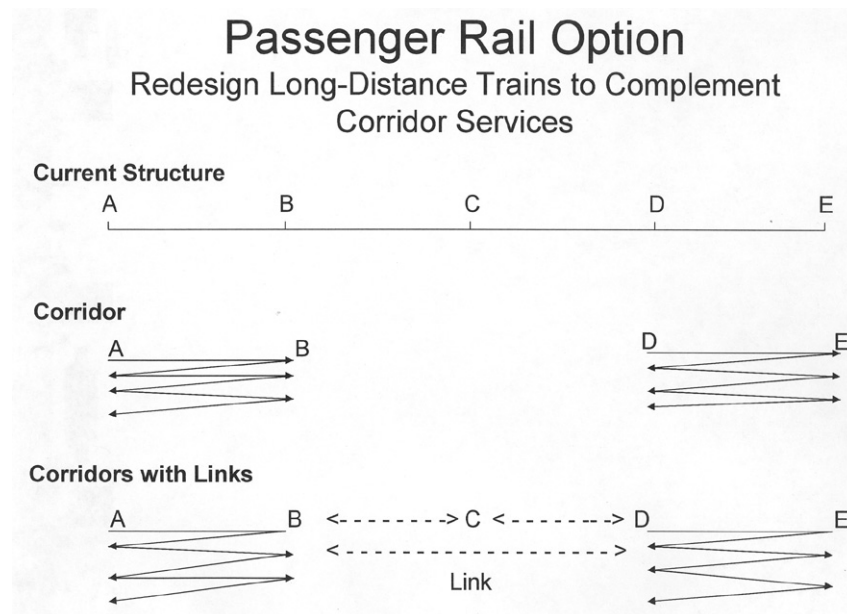 Passenger Rail Option
Redesign Long-Distance Trains to Complement
Corridor Services
Current Structure
A B C D E
Corridor
A B D E
Corridors with Links
A B C D E
Link